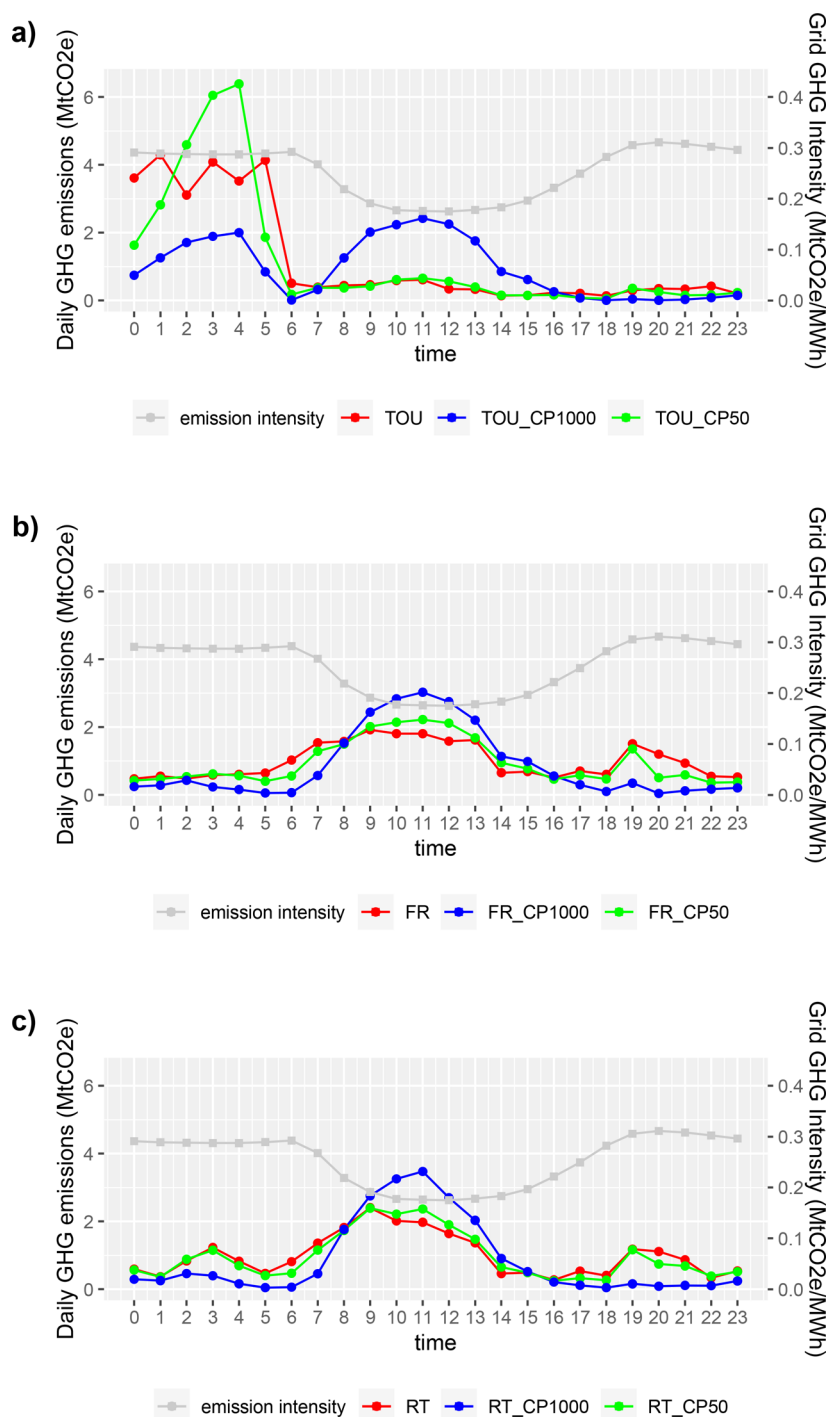 a)
Daily GHG emissions (MtCO2e)
Grid GHG Intensity (MtCO2e/MWh)
6
4
2
0
0.4
0.3
0.2
0.1
0.0
0 1 2 3 4 5 6 7 8 9 10 11 12 13 14 15 16 17 18 19 20 21 22 23
time
emission intensity TOU TOU_CP1000 TOU_CP50
b)
Daily GHG emissions (MtCO2e)
Grid GHG Intensity (MtCO2e/MWh)
6
4
2
0
0.4
0.3
0.2
0.1
0.0
0 1 2 3 4 5 6 7 8 9 10 11 12 13 14 15 16 17 18 19 20 21 22 23
time
emission intensity FR FR_CP1000 FR_CP50
c)
Daily GHG emissions (MtCO2e)
Grid GHG Intensity (MtCO2e/MWh)
6
4
2
0
0.4
0.3
0.2
0.1
0.0
0 1 2 3 4 5 6 7 8 9 10 11 12 13 14 15 16 17 18 19 20 21 22 23
time
emission intensity RT RT_CP1000 RT_CP50